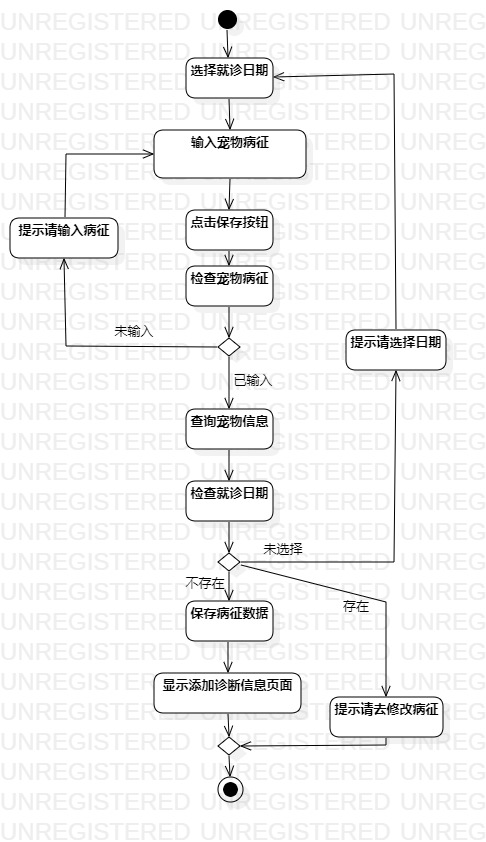 UNREGISTERED UNREGISTERED UNREG
选择就诊日期
输入宠物病征
点击保存按钮
提示请输入病征
检查宠物病征
未输入
提示请选择日期
已输入
查询宠物信息
检查就诊日期
未选择
不存在
存在
保存病征数据
显示添加诊断信息页面
提示请去修改病征